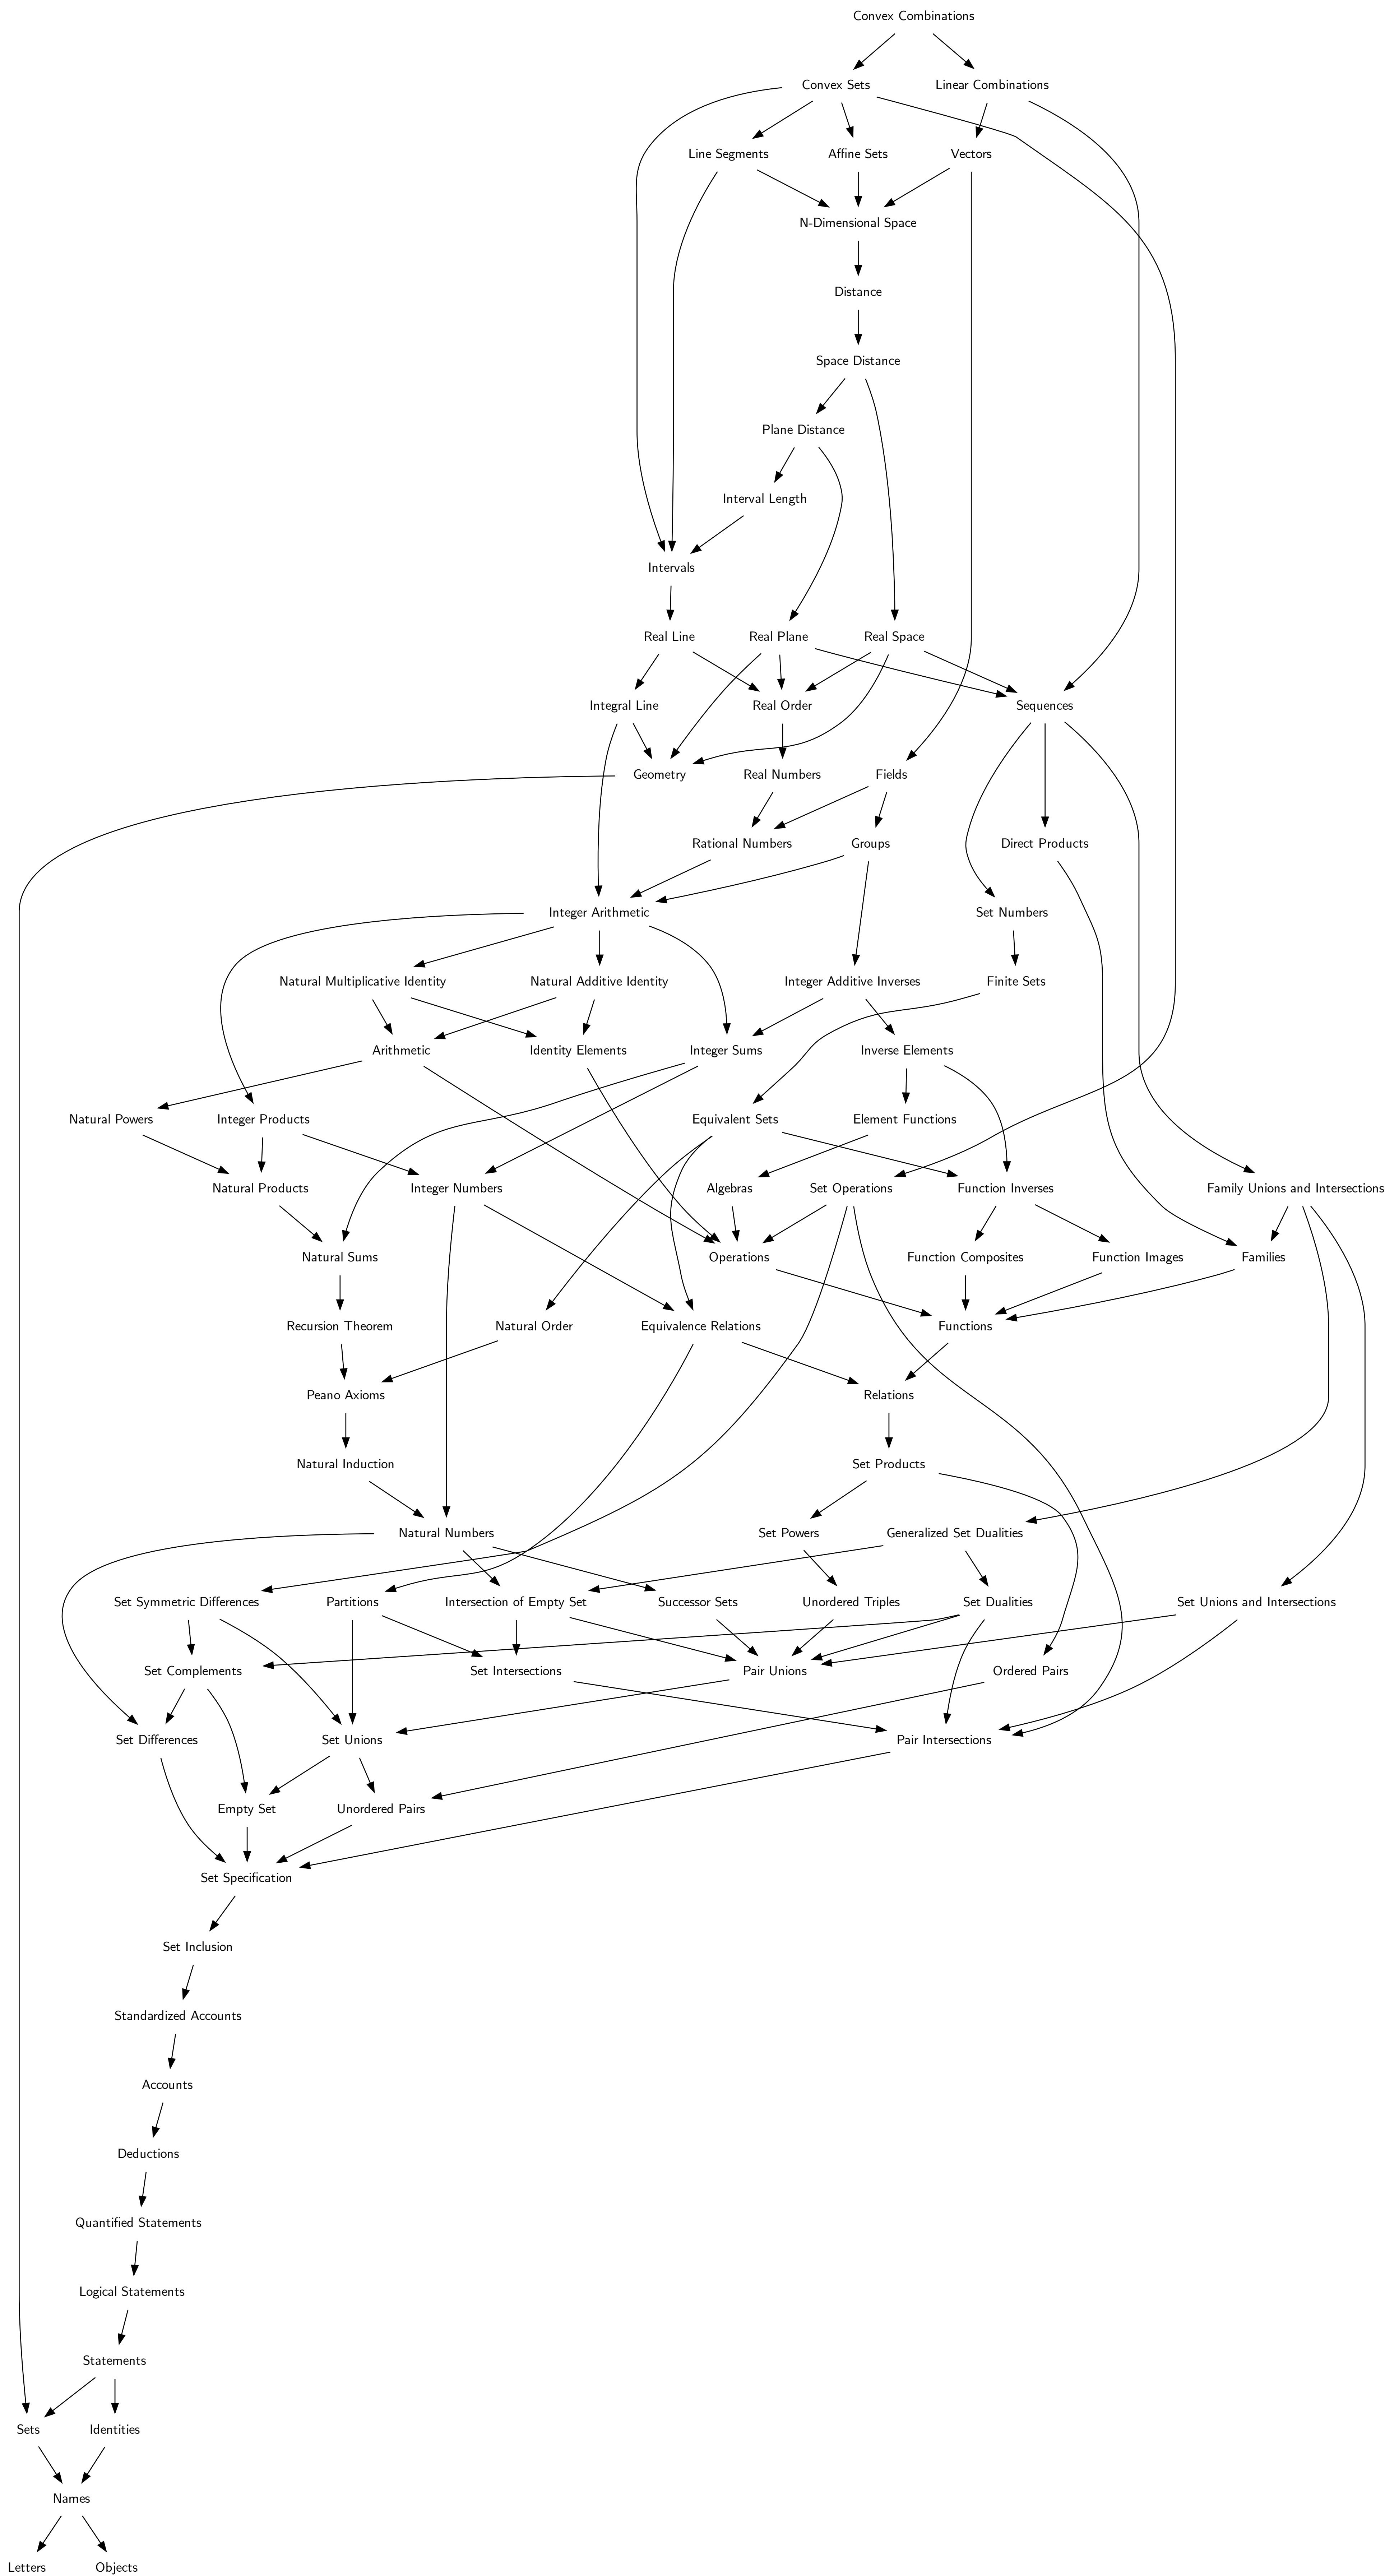 Convex Combinations
Convex Sets
Linear Combinations
Line Segments
Affine Sets
Vectors
N-Dimensional Space
Distance
Space Distance
Plane Distance
Interval Length
Intervals
Real Line
Real Plane
Real Space
Integral Line
Real Order
Sequences
Geometry
Real Numbers
Fields
Rational Numbers
Groups
Direct Products
Integer Arithmetic
Set Numbers
Natural Multiplicative Identity
Natural Additive Identity
Integer Additive Inverses
Finite Sets
Arithmetic
Identity Elements
Integer Sums
Inverse Elements
Natural Powers
Integer Products
Equivalent Sets
Element Functions
Natural Products
Integer Numbers
Algebras
Set Operations
Function Inverses
Family Unions and Intersections
Natural Sums
Operations
Function Composites
Function Images
Families
Recursion Theorem
Natural Order
Equivalence Relations
Functions
Peano Axioms
Relations
Natural Induction
Set Products
Natural Numbers
Set Powers
Generalized Set Dualities
Set Symmetric Differences
Partitions
Intersection of Empty Set
Successor Sets
Unordered Triples
Set Dualities
Set Unions and Intersections
Set Complements
Set Intersections
Pair Unions
Ordered Pairs
Set Differences
Set Unions
Pair Intersections
Empty Set
Unordered Pairs
Set Specification
Set Inclusion
Standardized Accounts
Accounts
Deductions
Quantified Statements
Logical Statements
Statements
Sets
Identities
Names
Letters
Objects